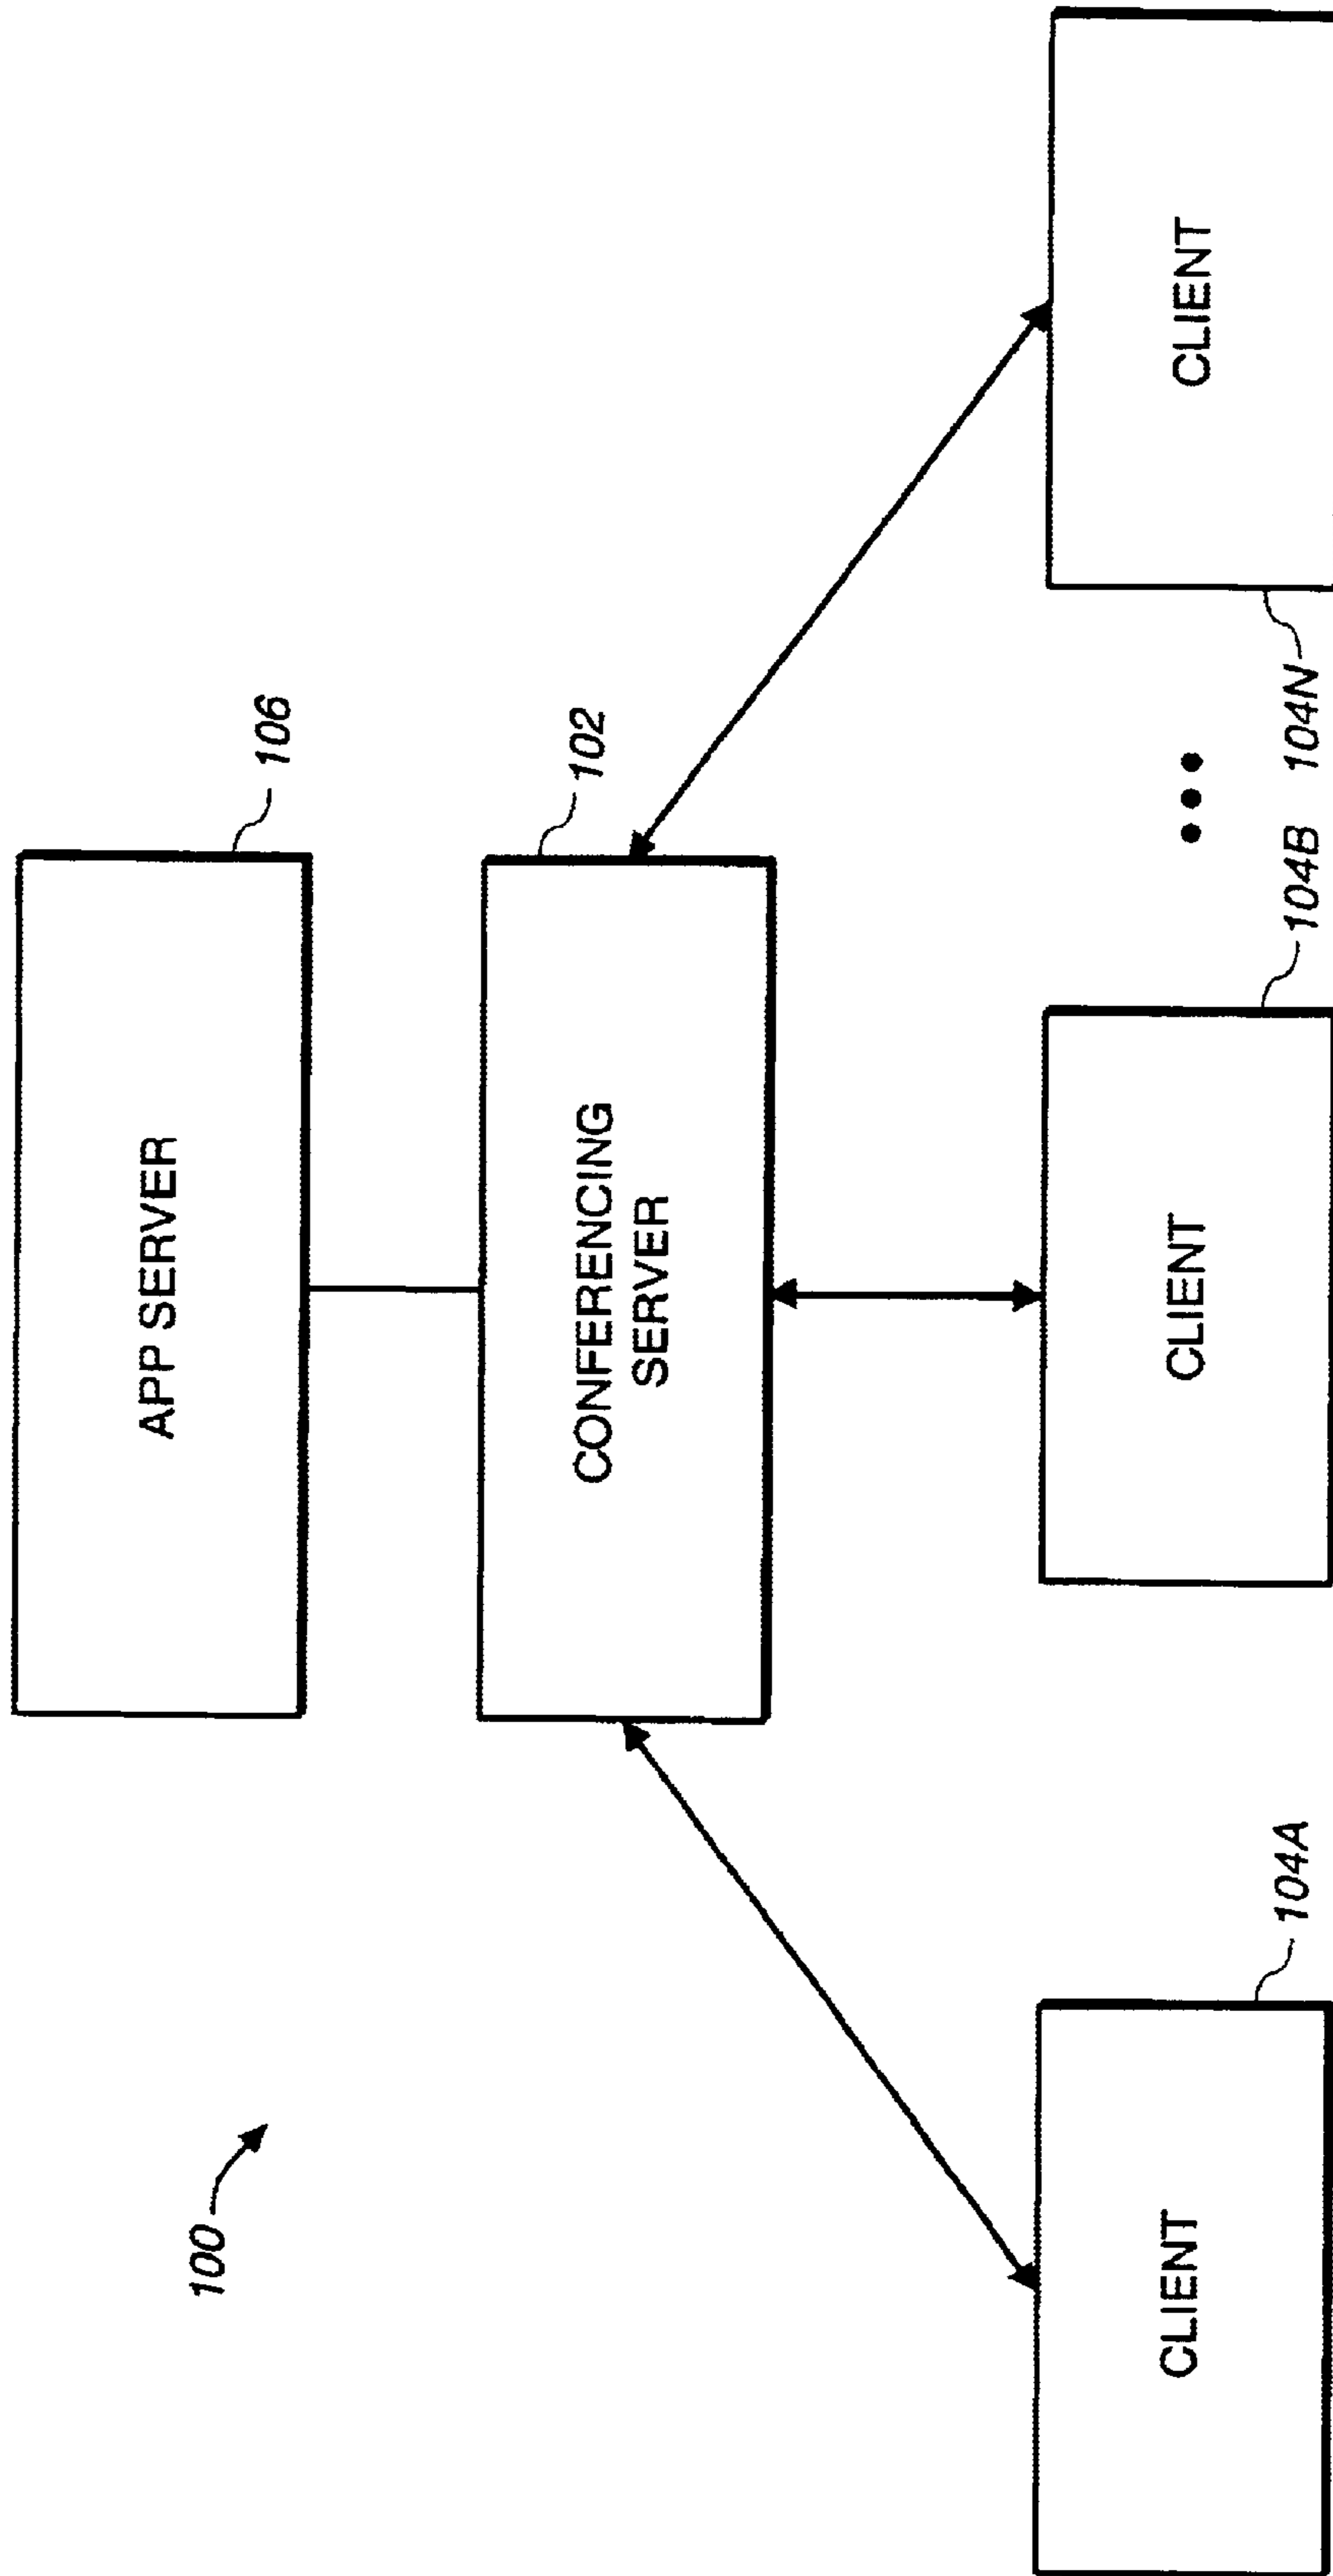 100
APP SERVER
106
CONFERENCING
SERVER
102
CLIENT
104A
CLIENT
104B
•••
CLIENT
104N